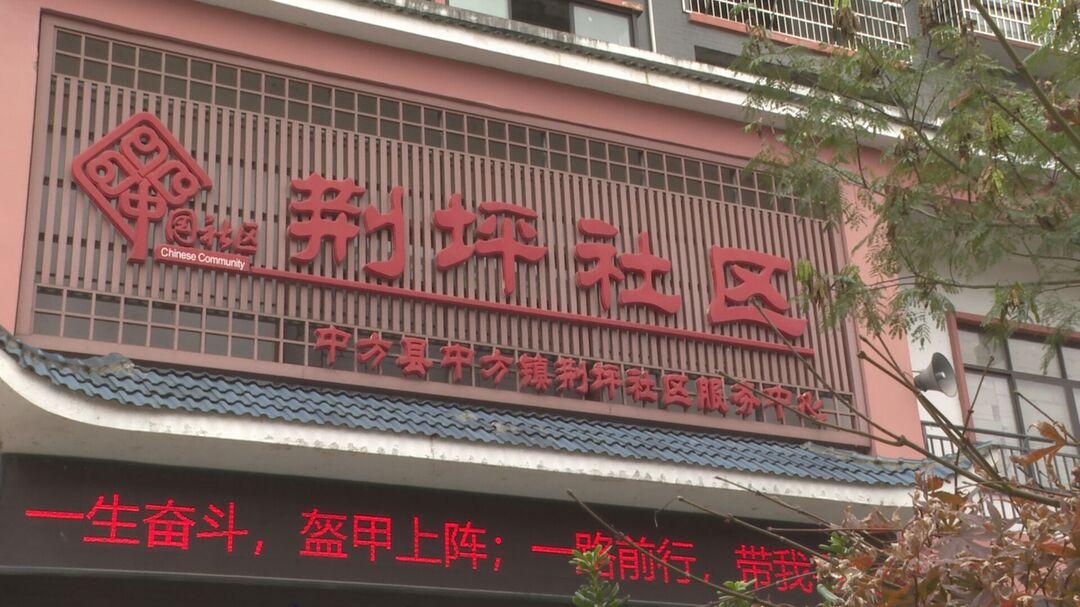 中国社区
Chinese Community
荆坪社区
中方县中方镇荆坪社区服务中心
一生奋斗，盔甲上阵；一路前行，带我